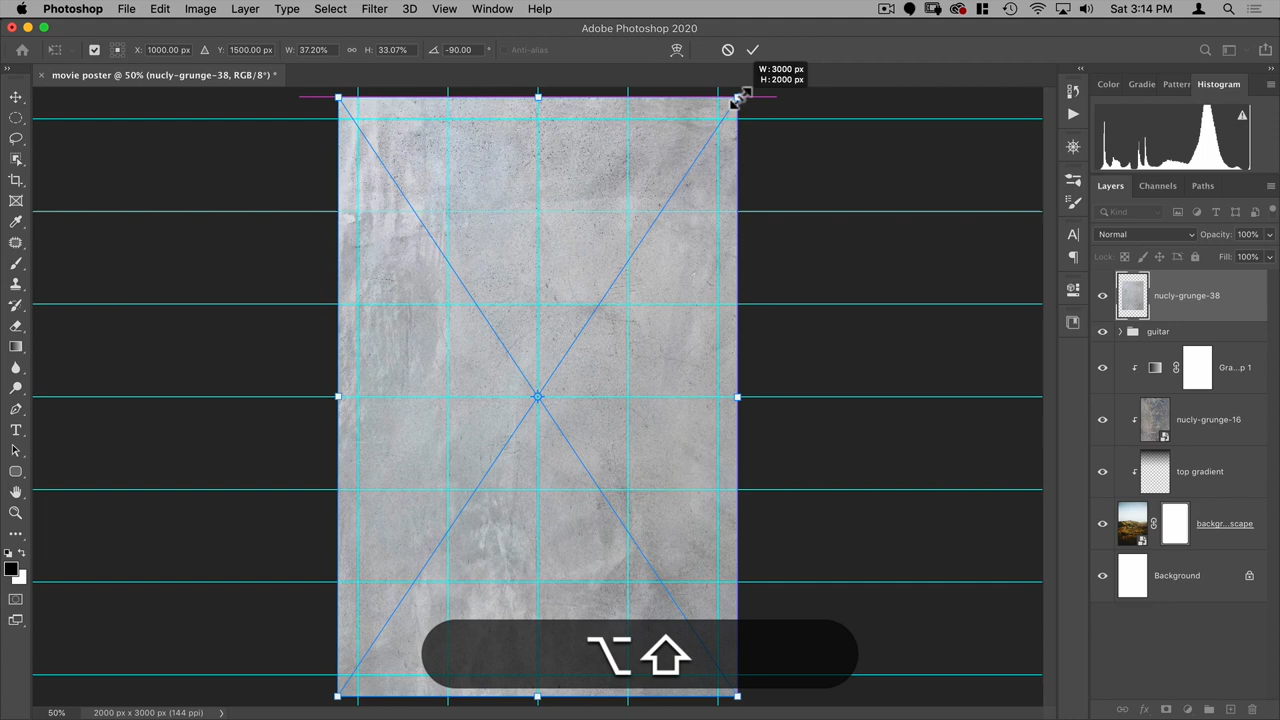 Photoshop File Edit Image Layer Type Select Filter 3D View Window Help Sat 3:14 PM
Adobe Photoshop 2020
X: 1000.00 px Y: 1500.00 px W: 37.20% H: 33.07% -90.00 ° Anti-alias
W: 3000 px
H: 2000 px
× movie poster @ 50% (nucly-grunge-38, RGB/8*) *
Color Gradie Pattern Histogram
Layers Channels Paths
Kind
Normal Opacity: 100%
Lock: Fill: 100%
nucly-grunge-38
guitar
Gra...p 1
nucly-grunge-16
top gradient
backgr...scape
Background
⌥⇧
50% 2000 px x 3000 px (144 ppi)